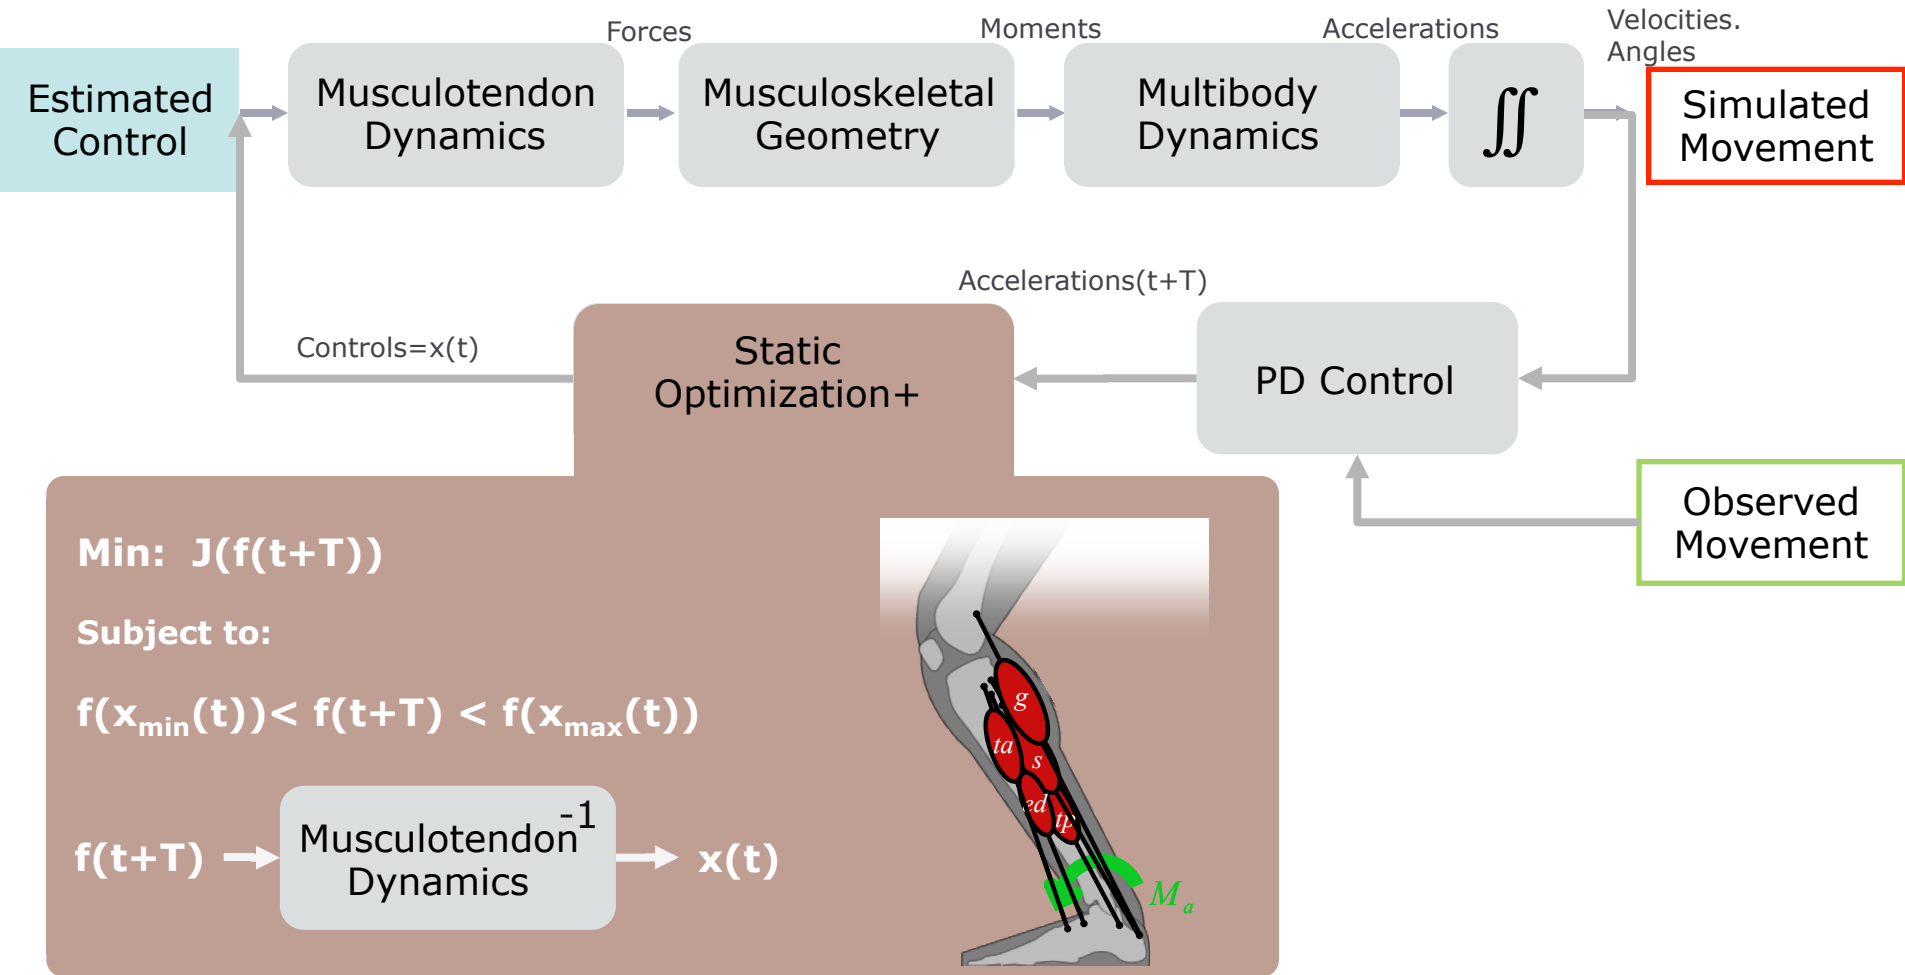 Forces
Moments
Accelerations
Velocities.
Angles
Estimated
Control
Musculotendon
Dynamics
Musculoskeletal
Geometry
Multibody
Dynamics
∬
Simulated
Movement
Accelerations(t+T)
Controls=x(t)
Static
Optimization+
PD Control
Observed
Movement
Min: J(f(t+T))
Subject to:
f(xmin(t))< f(t+T) < f(xmax(t))
f(t+T)
Musculotendon-1
Dynamics
x(t)
g
ta
s
ed
tp
Ma